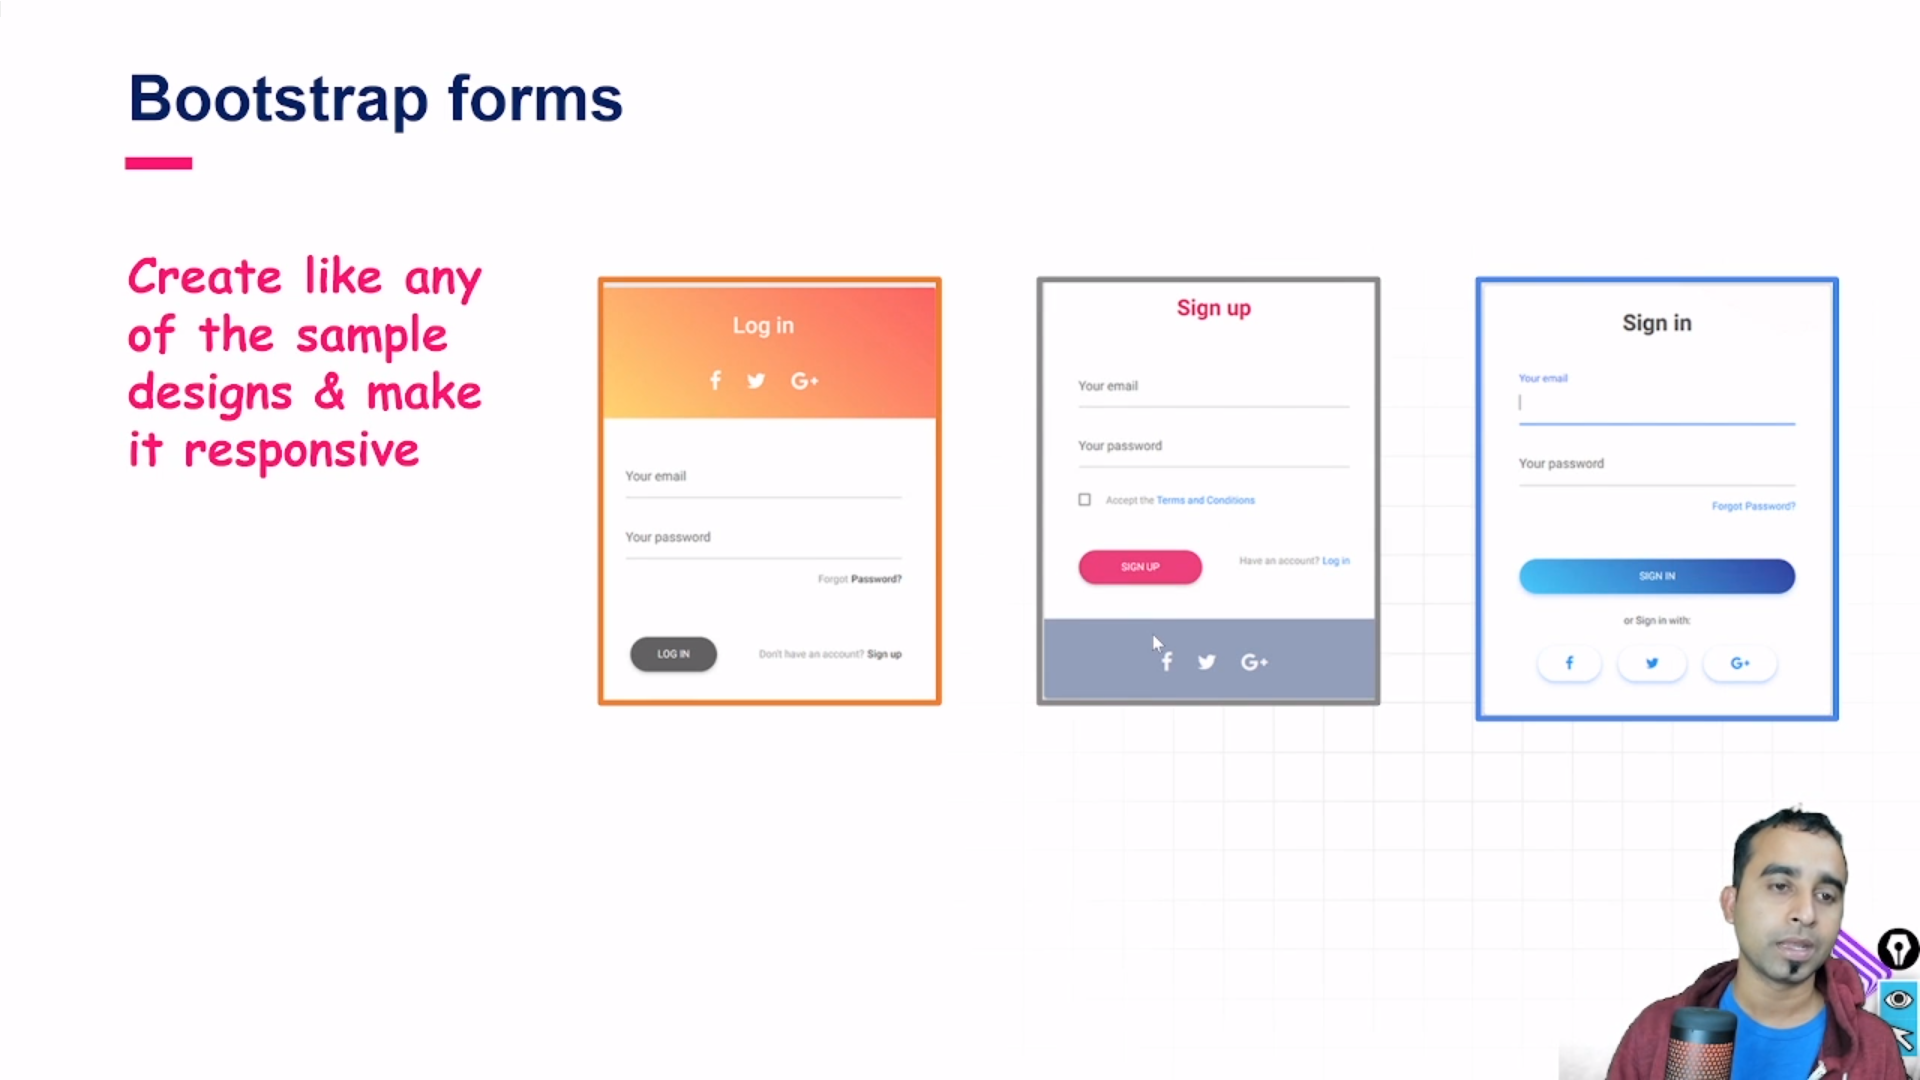 Bootstrap forms
Create like any
of the sample
designs & make
it responsive
Log in
G+
Your email
Your password
Forgot Password?
LOG IN
Don't have an account? Sign up
Sign up
Your email
Your password
Accept the Terms and Conditions
SIGN UP
Have an account? Log in
G+
Sign in
Your email
Your password
Forgot Password?
SIGN IN
or Sign in with:
G+